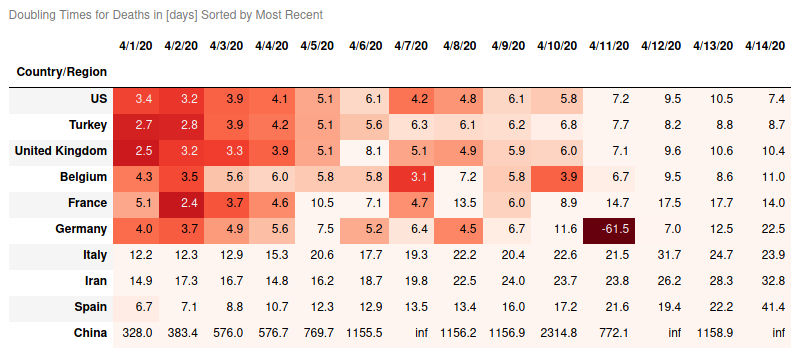 Doubling Times for Deaths in [days] Sorted by Most Recent
4/1/20 4/2/20 4/3/20 4/4/20 4/5/20 4/6/20 4/7/20 4/8/20 4/9/20 4/10/20 4/11/20 4/12/20 4/13/20 4/14/20
Country/Region
US 3.4 3.2 3.9 4.1 5.1 6.1 4.2 4.8 6.1 5.8 7.2 9.5 10.5 7.4
Turkey 2.7 2.8 3.9 4.2 5.1 5.6 6.3 6.1 6.2 6.8 7.7 8.2 8.8 8.7
United Kingdom 2.5 3.2 3.3 3.9 5.1 8.1 5.1 4.9 5.9 6.0 7.1 9.6 10.6 10.4
Belgium 4.3 3.5 5.6 6.0 5.8 5.8 3.1 7.2 5.8 3.9 6.7 9.5 8.6 11.0
France 5.1 2.4 3.7 4.6 10.5 7.1 4.7 13.5 6.0 8.9 14.7 17.5 17.7 14.0
Germany 4.0 3.7 4.9 5.6 7.5 5.2 6.4 4.5 6.7 11.6 -61.5 7.0 12.5 22.5
Italy 12.2 12.3 12.9 15.3 20.6 17.7 19.3 22.2 20.4 22.6 21.5 31.7 24.7 23.9
Iran 14.9 17.3 16.7 14.8 16.2 18.7 19.8 22.5 24.0 23.7 23.8 26.2 28.3 32.8
Spain 6.7 7.1 8.8 10.7 12.3 12.9 13.5 13.4 16.0 17.2 21.6 19.4 22.2 41.4
China 328.0 383.4 576.0 576.7 769.7 1155.5 inf 1156.2 1156.9 2314.8 772.1 inf 1158.9 inf